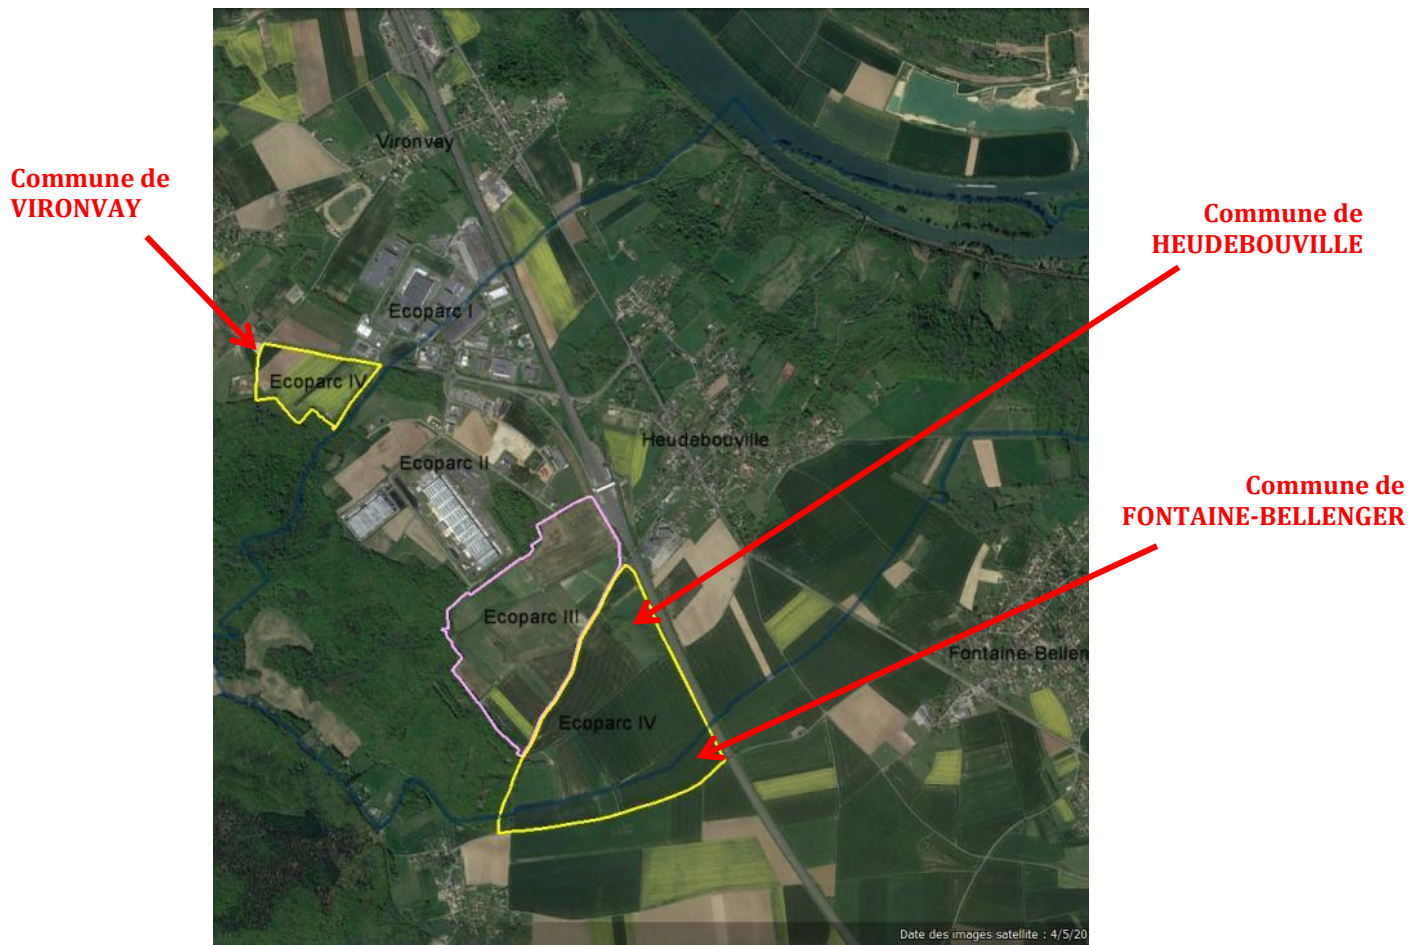 Commune de
VIRONVAY
Vironvay
Commune de
HEUDEBOUVILLE
Ecoparc I
Ecoparc IV
Heudebouville
Ecoparc II
Commune de
FONTAINE-BELLENGER
Ecoparc III
Fontaine-Bellen
Ecoparc IV
Date des images satellite : 4/5/20